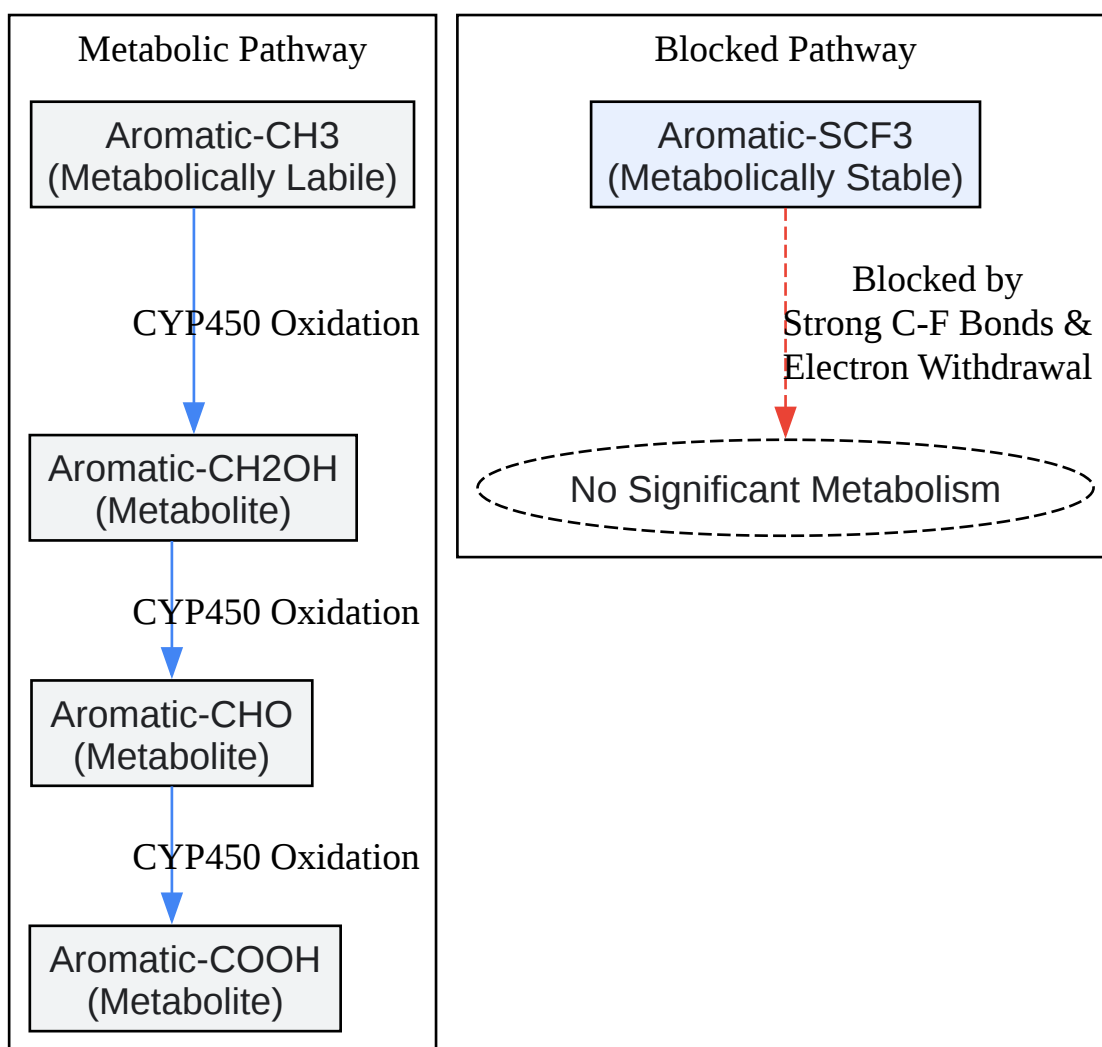 Metabolic Pathway
Aromatic-CH3
(Metabolically Labile)
CYP450 Oxidation
Aromatic-CH2OH
(Metabolite)
CYP450 Oxidation
Aromatic-CHO
(Metabolite)
CYP450 Oxidation
Aromatic-COOH
(Metabolite)
Blocked Pathway
Aromatic-SCF3
(Metabolically Stable)
Blocked by
Strong C-F Bonds &
Electron Withdrawal
No Significant Metabolism